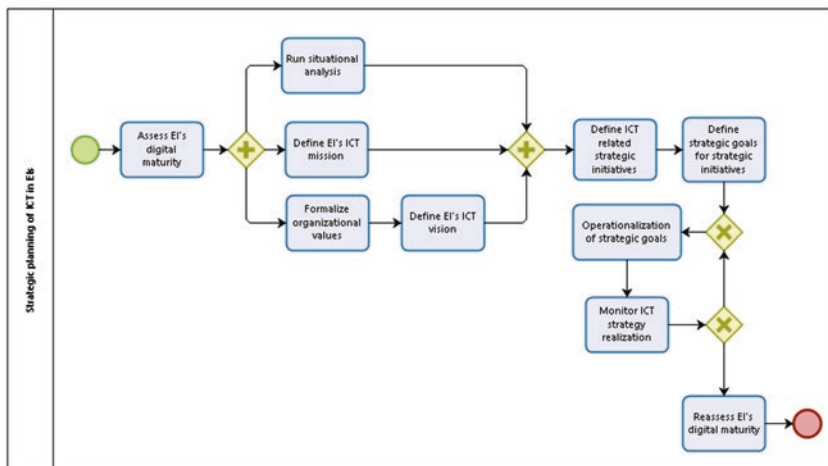 Strategic planning of ICT in EIs
Assess EI's
digital maturity
Run situational
analysis
Define EI's ICT
mission
Formalize
organizational
values
Define EI's ICT
vision
Define ICT
related
strategic
initiatives
Define
strategic goals
for strategic
initiatives
Operationalization
of strategic goals
Monitor ICT
strategy
realization
Reassess EI's
digital maturity